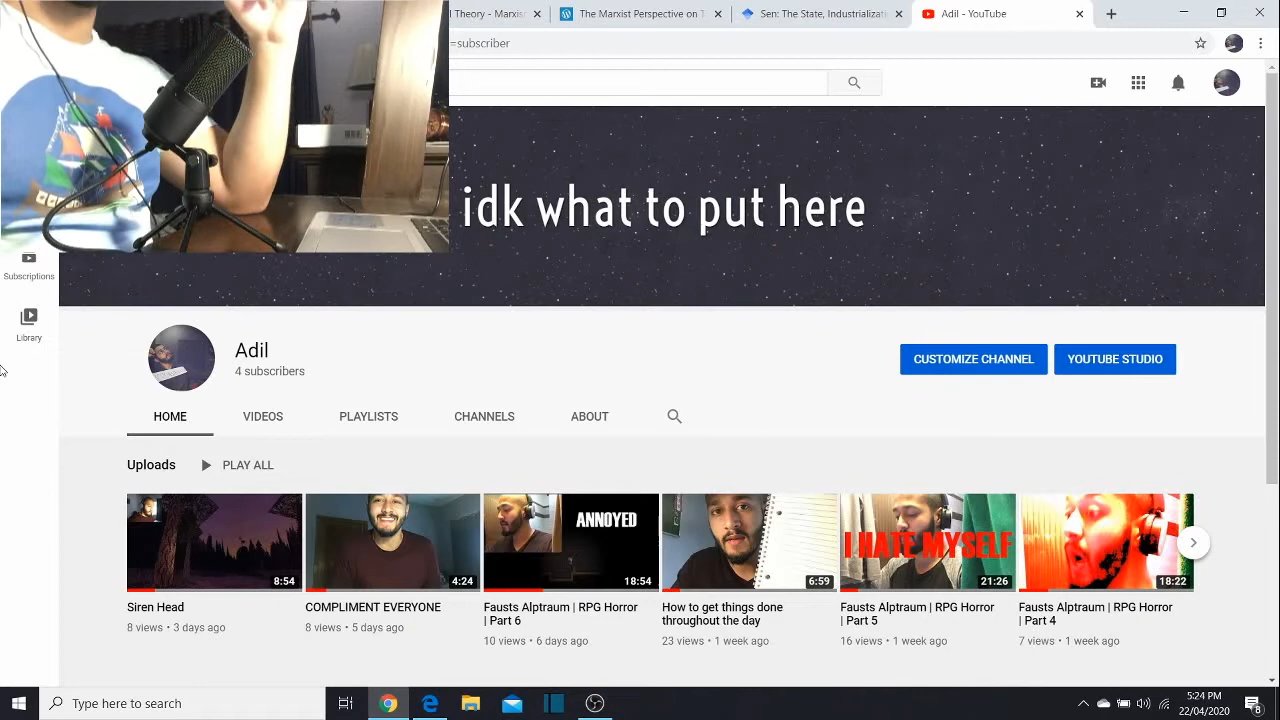 l Theory - Marxis
The Marxist Perspective on T
Sen: The State, Industrializat
Adil - YouTube
=subscriber
idk what to put here
Subscriptions
Library
Adil
4 subscribers
CUSTOMIZE CHANNEL
YOUTUBE STUDIO
HOME
VIDEOS
PLAYLISTS
CHANNELS
ABOUT
Uploads
PLAY ALL
8:54
4:24
ANNOYED
18:54
6:59
I HATE MYSELF
21:26
18:22
Siren Head
8 views • 3 days ago
COMPLIMENT EVERYONE
8 views • 5 days ago
Fausts Alptraum | RPG Horror
| Part 6
10 views • 6 days ago
How to get things done
throughout the day
23 views • 1 week ago
Fausts Alptraum | RPG Horror
| Part 5
16 views • 1 week ago
Fausts Alptraum | RPG Horror
| Part 4
7 views • 1 week ago
Type here to search
5:24 PM
22/04/2020
8